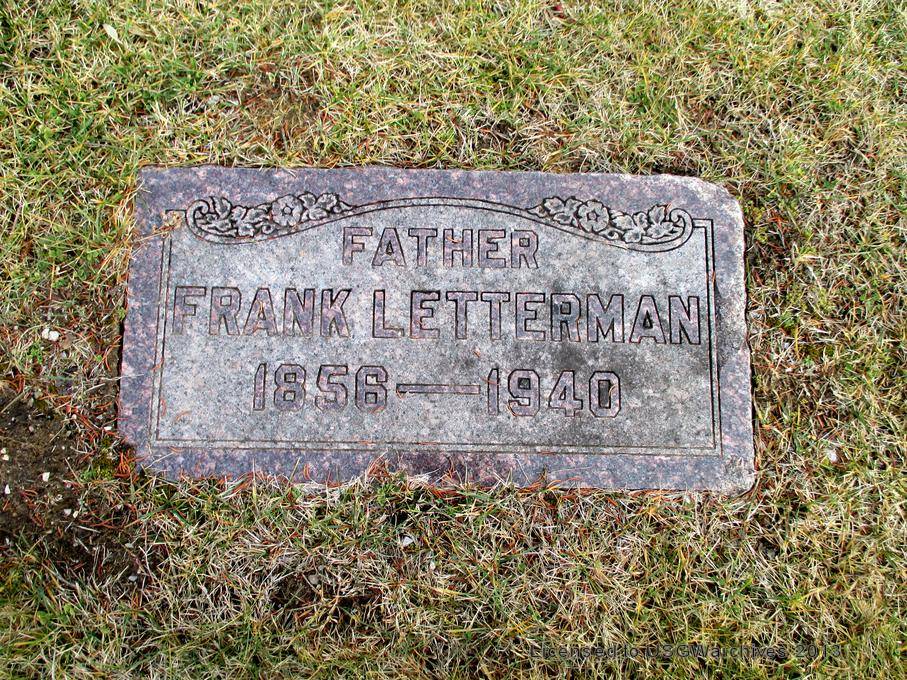 FATHER
FRANK LETTERMAN
1856—1940
Licensed to USGWarchives 2013